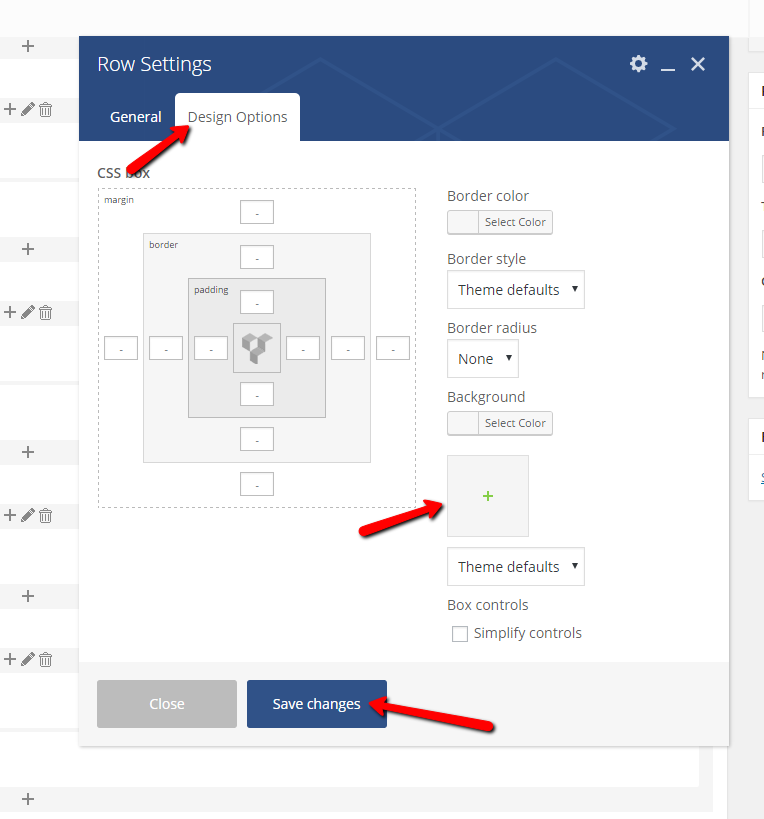 Row Settings
General
Design Options
CSS box
margin
-
border
-
padding
-
-
-
-
-
-
-
-
-
-
Border color
Select Color
Border style
Theme defaults
Border radius
None
Background
Select Color
+
Theme defaults
Box controls
Simplify controls
Close
Save changes